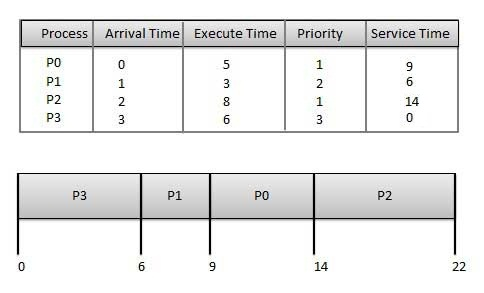 Process Arrival Time Execute Time Priority Service Time
P0 0 5 1 9
P1 1 3 2 6
P2 2 8 1 14
P3 3 6 3 0
P3 P1 P0 P2
0 6 9 14 22